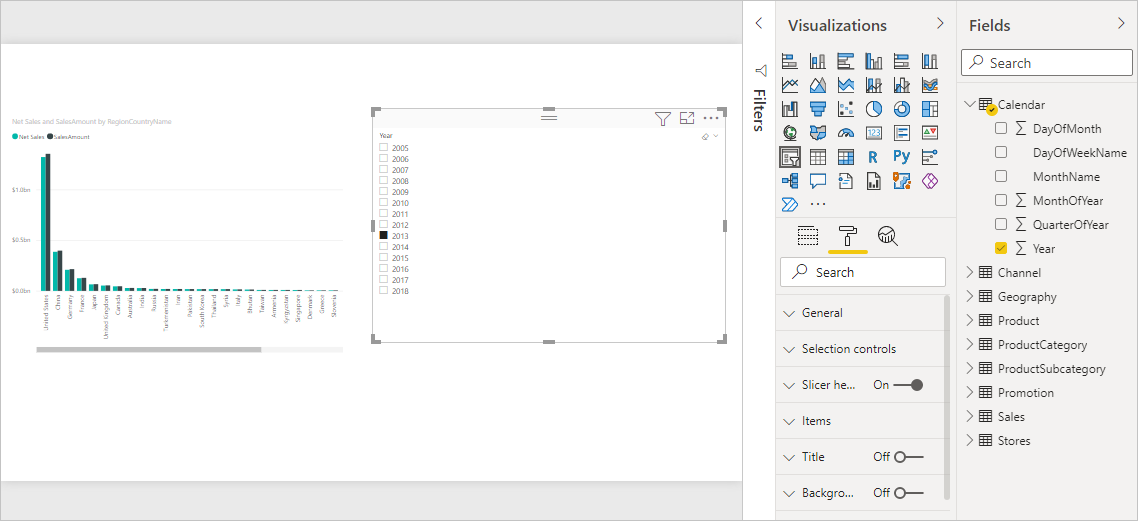 Net Sales and SalesAmount by RegionCountryName
Net Sales SalesAmount
$1.0bn
$0.5bn
$0.0bn
United States
China
Germany
France
Japan
United Kingdom
Canada
Australia
India
Russia
Turkmenistan
Iran
Pakistan
South Korea
Thailand
Syria
Italy
Bhutan
Taiwan
Armenia
Kyrgyzstan
Singapore
Denmark
Greece
Slovenia
Year
2005
2006
2007
2008
2009
2010
2011
2012
2013
2014
2015
2016
2017
2018
Filters
Visualizations
123
R
Py
Search
General
Selection controls
Slicer he... On
Items
Title Off
Backgro... Off
Fields
Search
Calendar
DayOfMonth
DayOfWeekName
MonthName
MonthOfYear
QuarterOfYear
Year
Channel
Geography
Product
ProductCategory
ProductSubcategory
Promotion
Sales
Stores